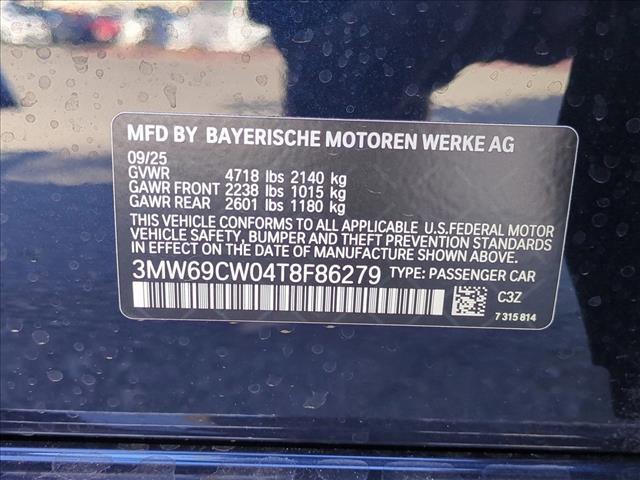 MFD BY BAYERISCHE MOTOREN WERKE AG
09/25
GVWR 4718 lbs 2140 kg
GAWR FRONT 2238 lbs 1015 kg
GAWR REAR 2601 lbs 1180 kg
THIS VEHICLE CONFORMS TO ALL APPLICABLE U.S.FEDERAL MOTOR
VEHICLE SAFETY, BUMPER AND THEFT PREVENTION STANDARDS
IN EFFECT ON THE DATE OF MANUFACTURE SHOWN ABOVE.
3MW69CW04T8F86279 TYPE: PASSENGER CAR
C3Z
7 315 814